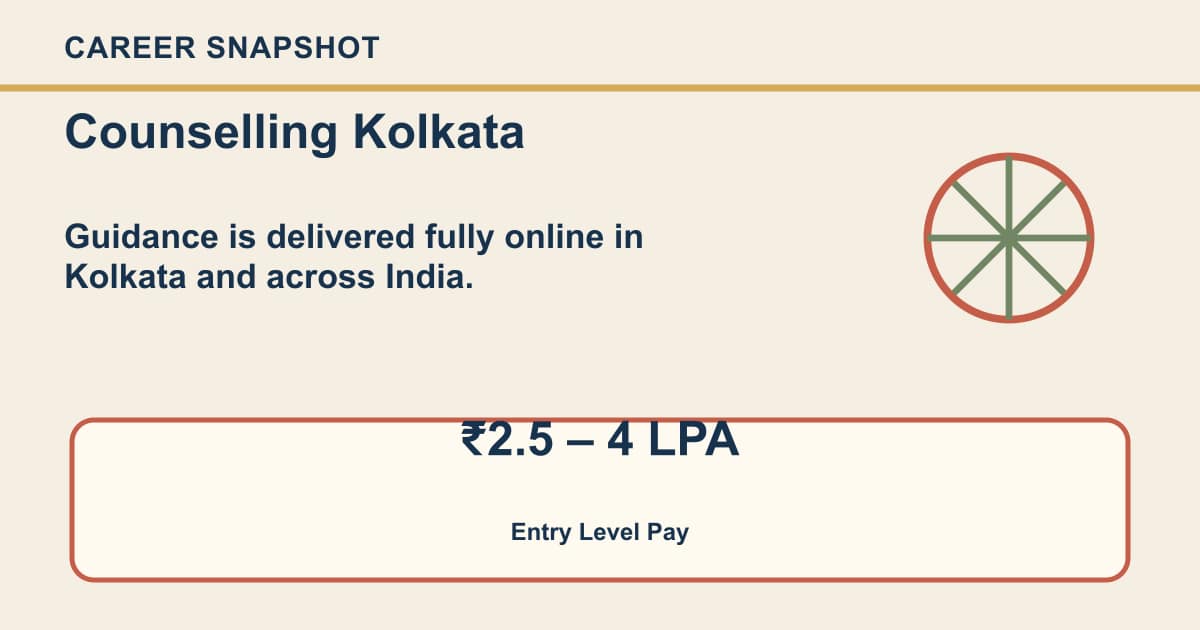 CAREER SNAPSHOT
Counselling Kolkata
Guidance is delivered fully online in
Kolkata and across India.
₹2.5 – 4 LPA
Entry Level Pay